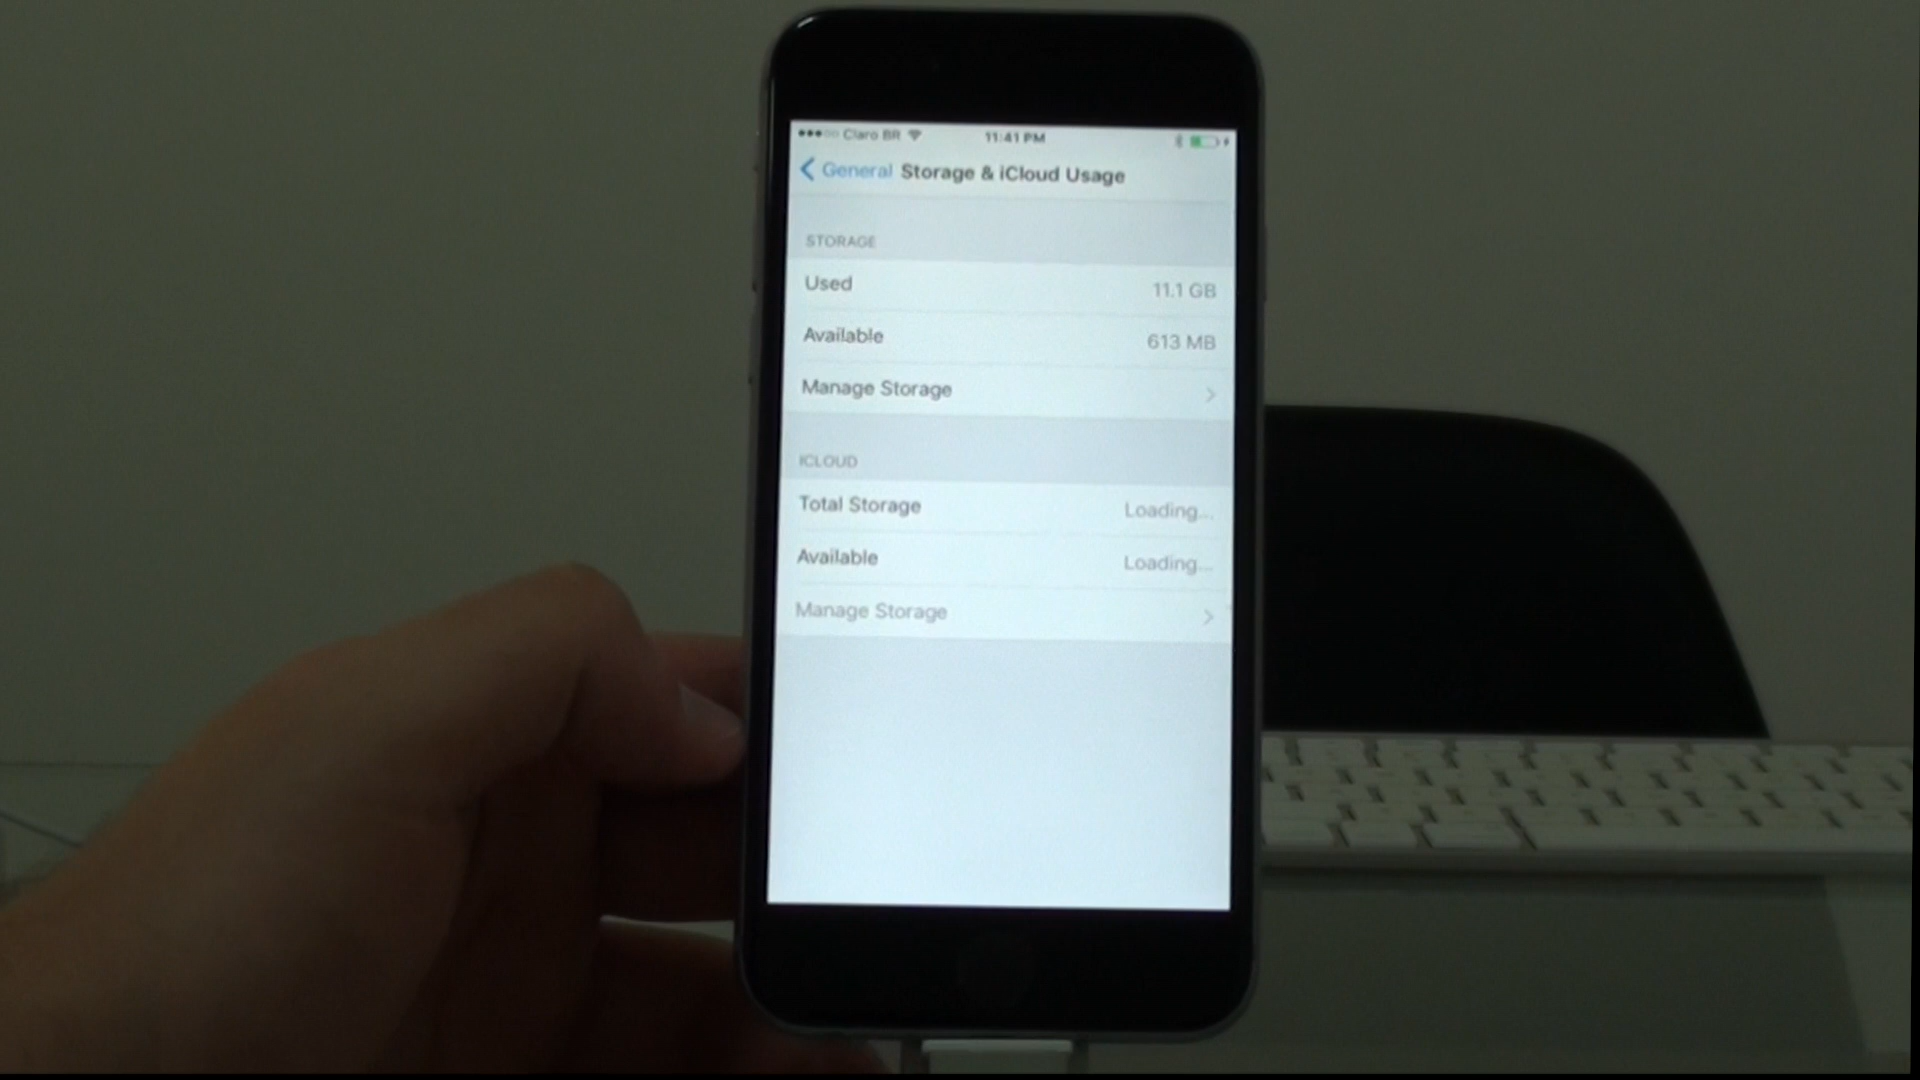 Claro BR 11:41 PM
General Storage & iCloud Usage
STORAGE
Used 11.1 GB
Available 613 MB
Manage Storage
ICLOUD
Total Storage Loading...
Available Loading...
Manage Storage